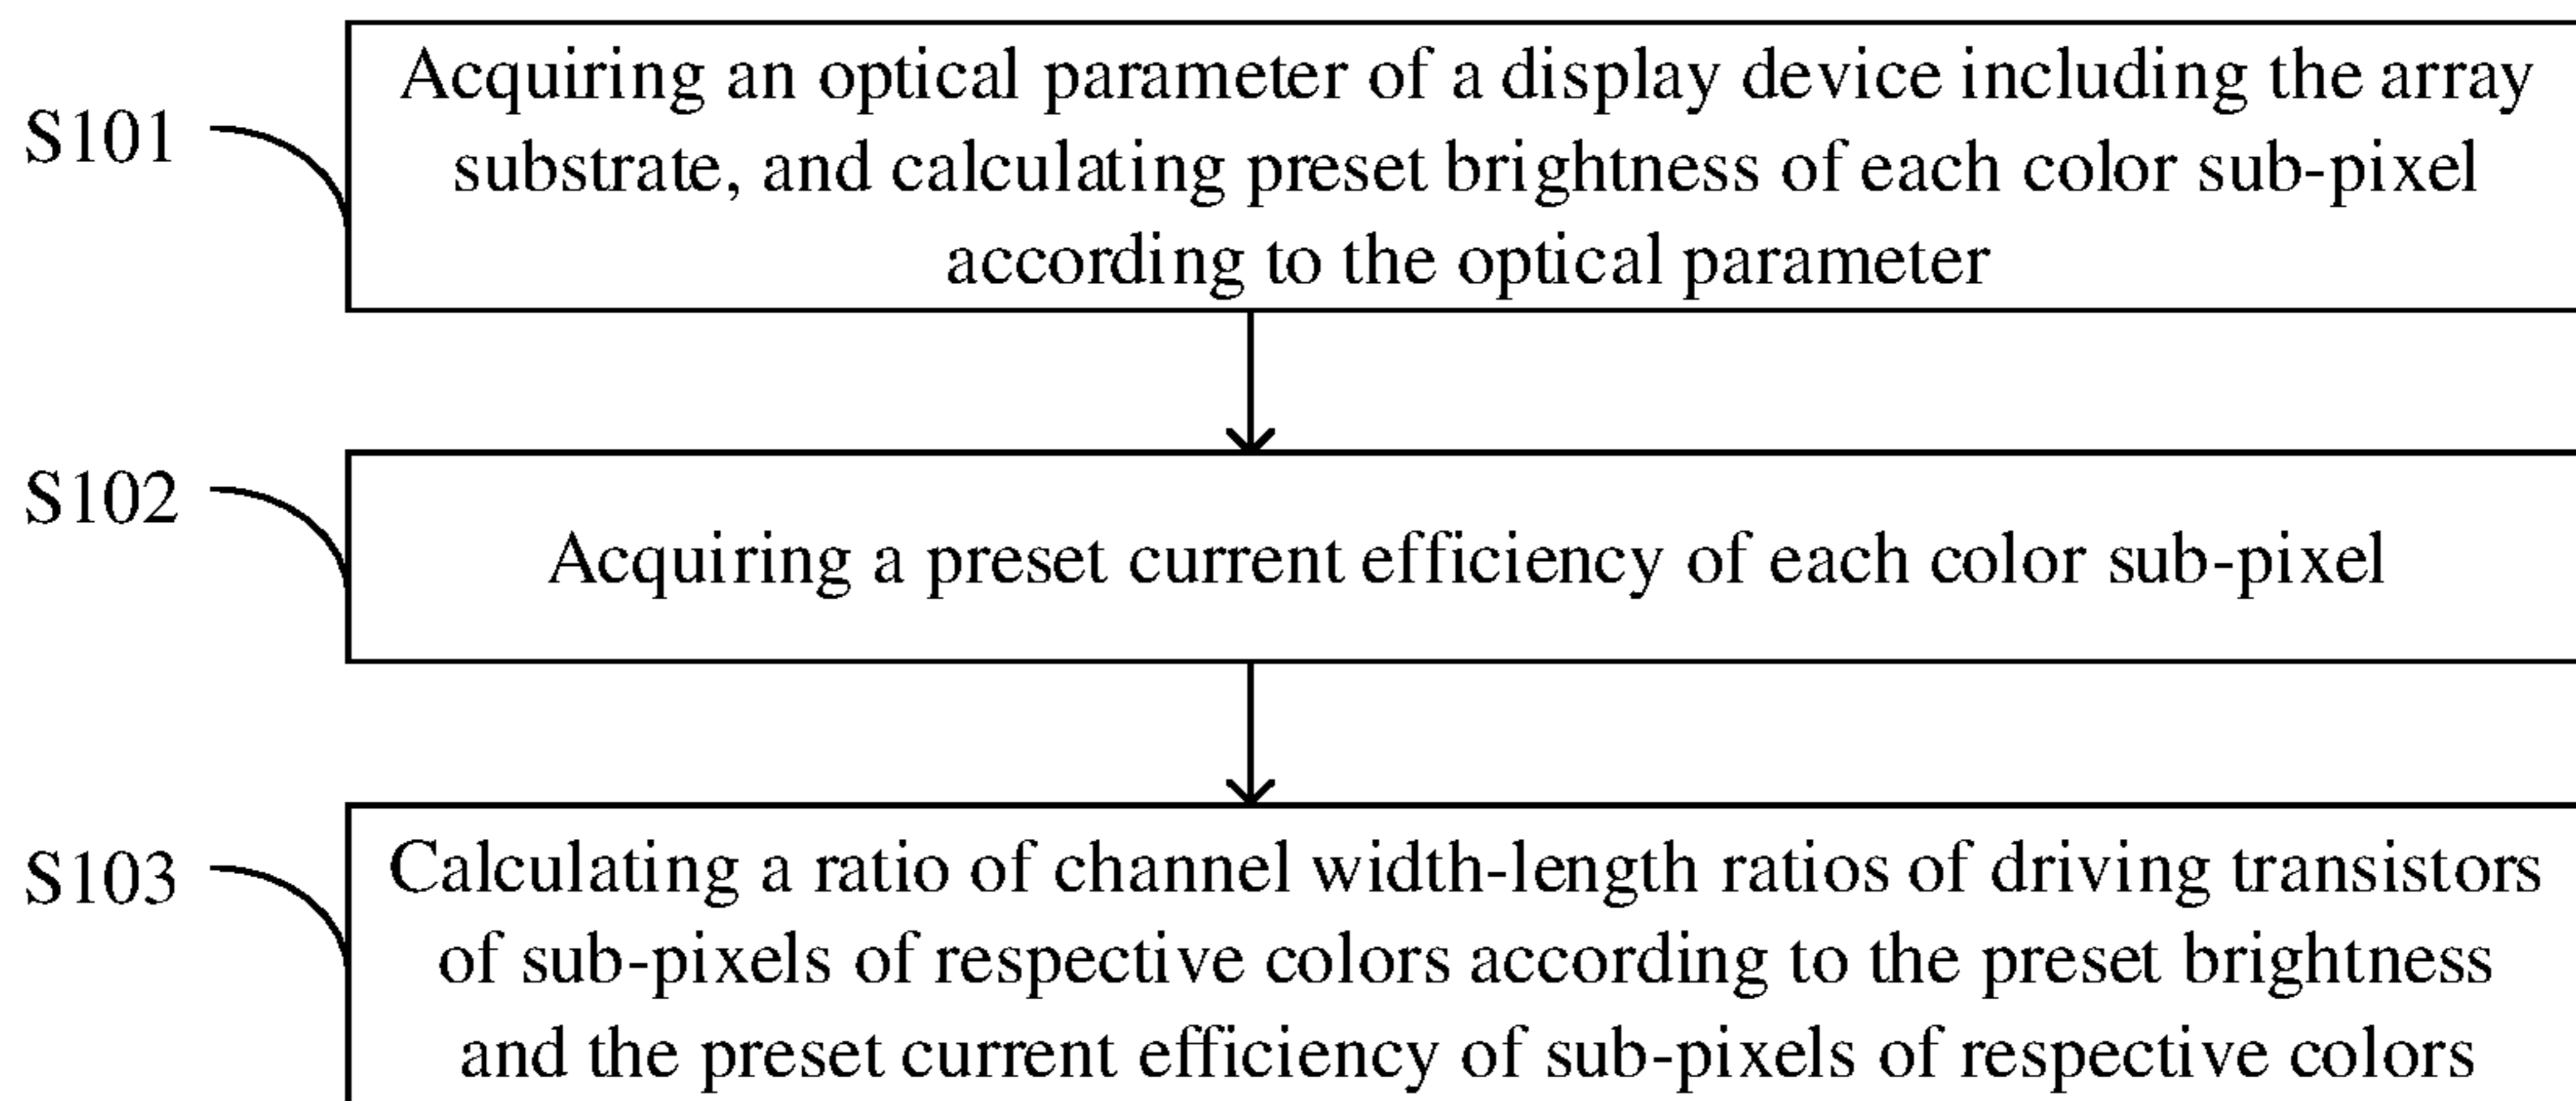 S101
Acquiring an optical parameter of a display device including the array
substrate, and calculating preset brightness of each color sub-pixel
according to the optical parameter
S102
Acquiring a preset current efficiency of each color sub-pixel
S103
Calculating a ratio of channel width-length ratios of driving transistors
of sub-pixels of respective colors according to the preset brightness
and the preset current efficiency of sub-pixels of respective colors